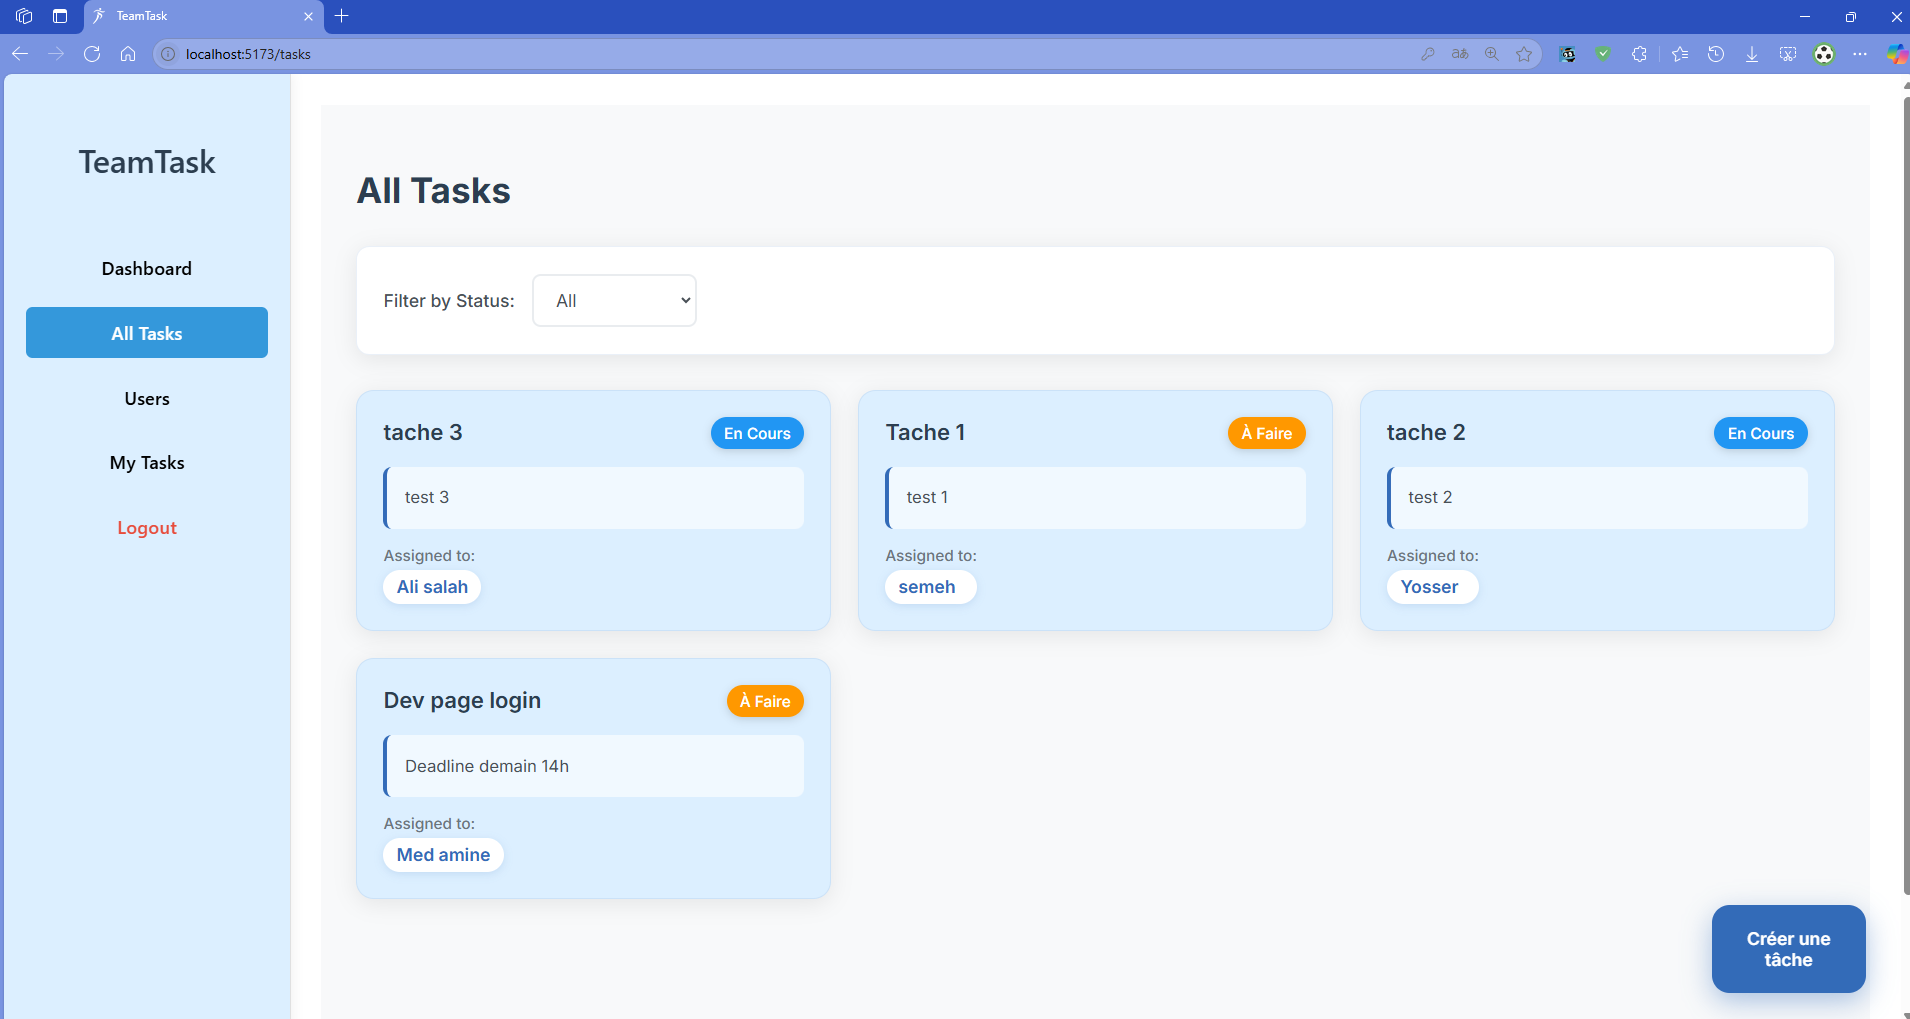 TeamTask
localhost:5173/tasks
TeamTask
Dashboard
All Tasks
Users
My Tasks
Logout
All Tasks
Filter by Status:
All
tache 3
En Cours
test 3
Assigned to:
Ali salah
Tache 1
À Faire
test 1
Assigned to:
semeh
tache 2
En Cours
test 2
Assigned to:
Yosser
Dev page login
À Faire
Deadline demain 14h
Assigned to:
Med amine
Créer une
tâche